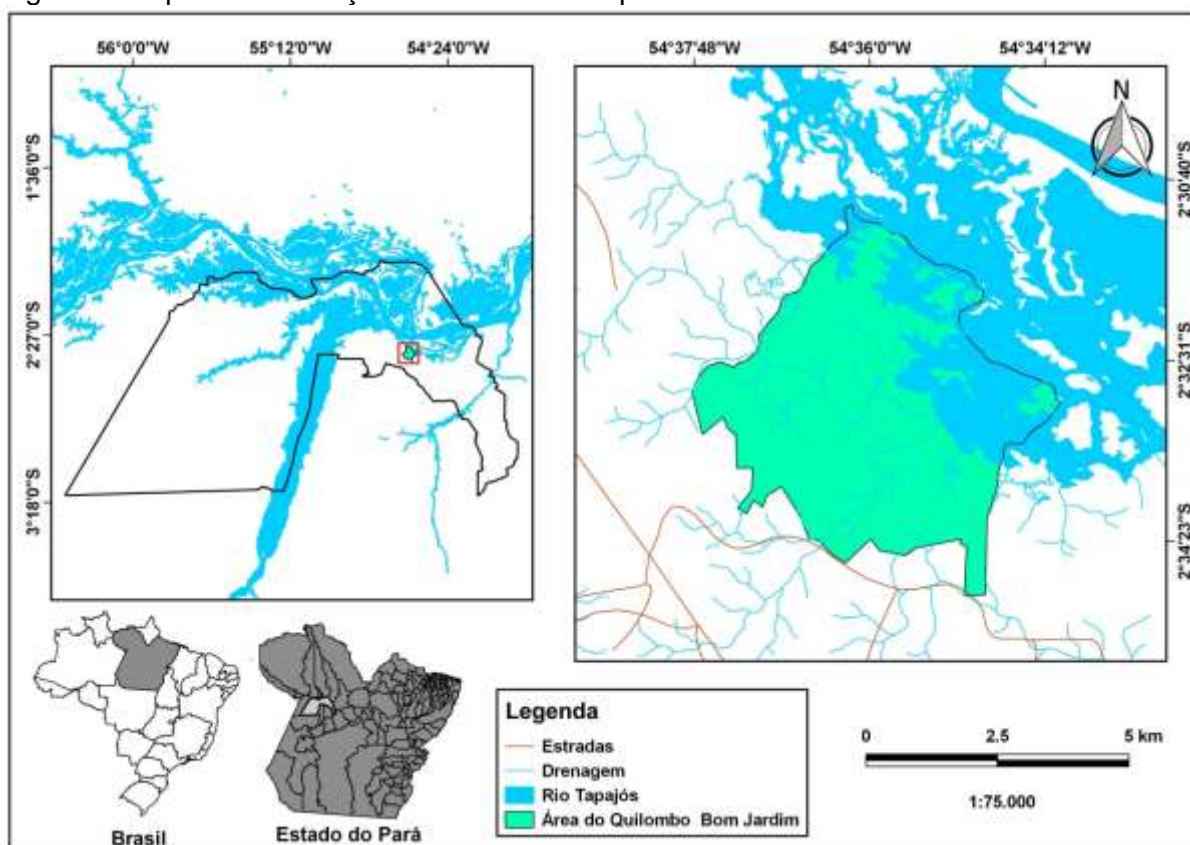 56°0'0"W 55°12'0"W 54°24'0"W
1°36'0"S
2°27'0"S
3°18'0"S
54°37'48"W 54°36'0"W 54°34'12"W
N
2°30'40"S
2°32'31"S
2°34'23"S
Brasil
Estado do Pará
Legenda
Estradas
Drenagem
Rio Tapajós
Área do Quilombo Bom Jardim
0 2.5 5 km
1:75.000